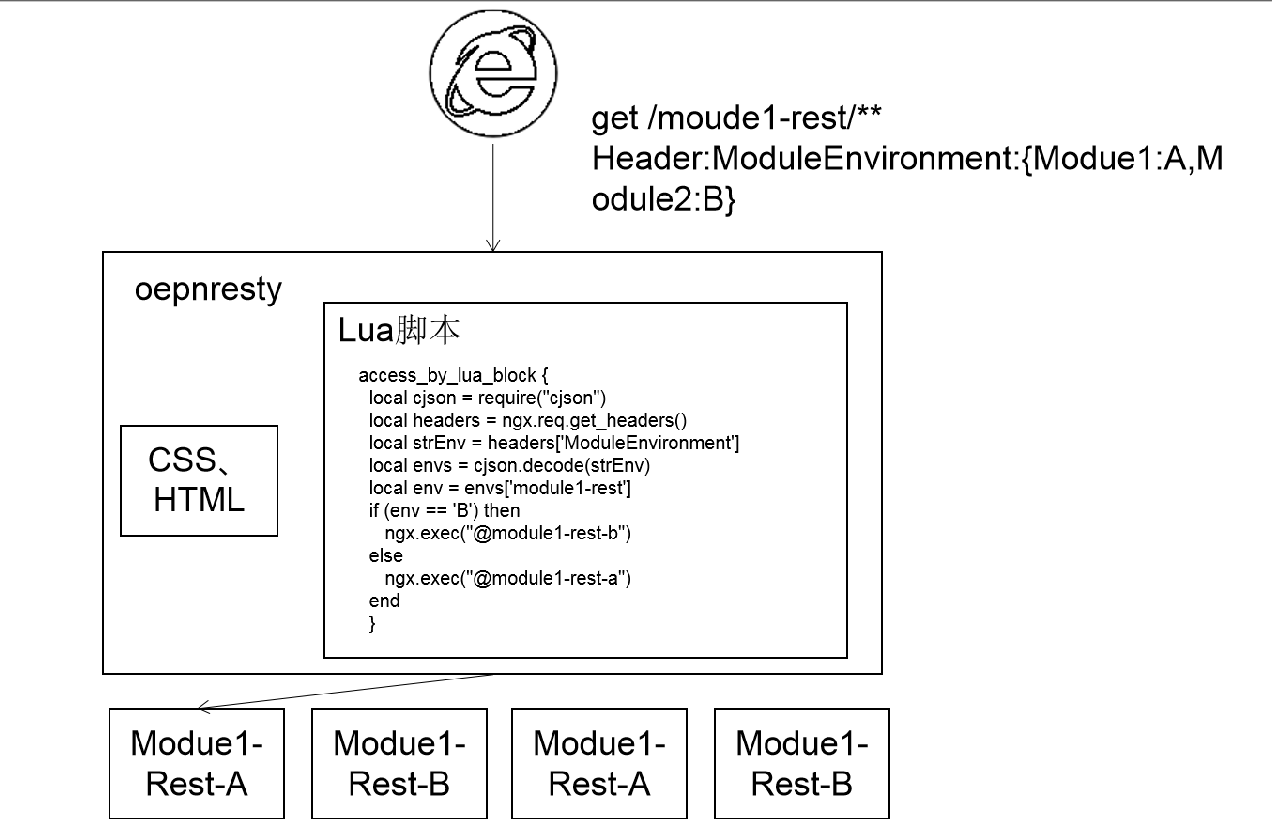 get /moude1-rest/**
Header:ModuleEnvironment:{Modue1:A,M
odule2:B}
oepnresty
Lua脚本
access_by_lua_block {
local cjson = require("cjson")
local headers = ngx.req.get_headers()
local strEnv = headers['ModuleEnvironment']
local envs = cjson.decode(strEnv)
local env = envs['module1-rest']
if (env == 'B') then
ngx.exec("@module1-rest-b")
else
ngx.exec("@module1-rest-a")
end
}
CSS、
HTML
Modue1-
Rest-A
Modue1-
Rest-B
Modue1-
Rest-A
Modue1-
Rest-B